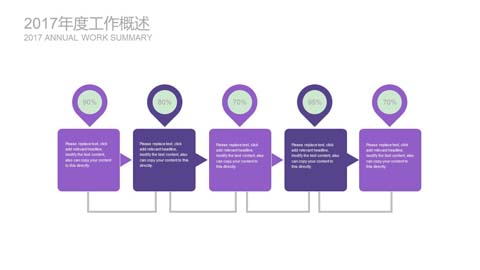 2017年度工作概述
2017 ANNUAL WORK SUMMARY
90%
80%
70%
95%
70%
Please replace text, click
add relevant headline,
modify the text content, also
can copy your content to
this directly.
Please replace text, click
add relevant headline,
modify the text content, also
can copy your content to
this directly.
Please replace text, click
add relevant headline,
modify the text content, also
can copy your content to this
directly.
Please replace text, click
add relevant headline,
modify the text content, also
can copy your content to this
directly.
Please replace text, click
add relevant headline,
modify the text content, also
can copy your content to this
directly.